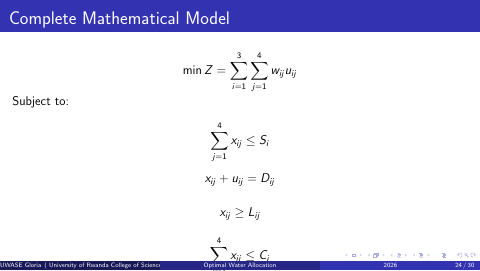 Complete Mathematical Model
min Z = ∑_{i=1}^{3} ∑_{j=1}^{4} w_{ij}u_{ij}
Subject to:
∑_{j=1}^{4} x_{ij} ≤ S_i
x_{ij} + u_{ij} = D_{ij}
x_{ij} ≥ L_{ij}
∑^{4} x_{ij} ≤ C_i
UWASE Gloria ( University of Rwanda College of Science Optimal Water Allocation 2026 24 / 30